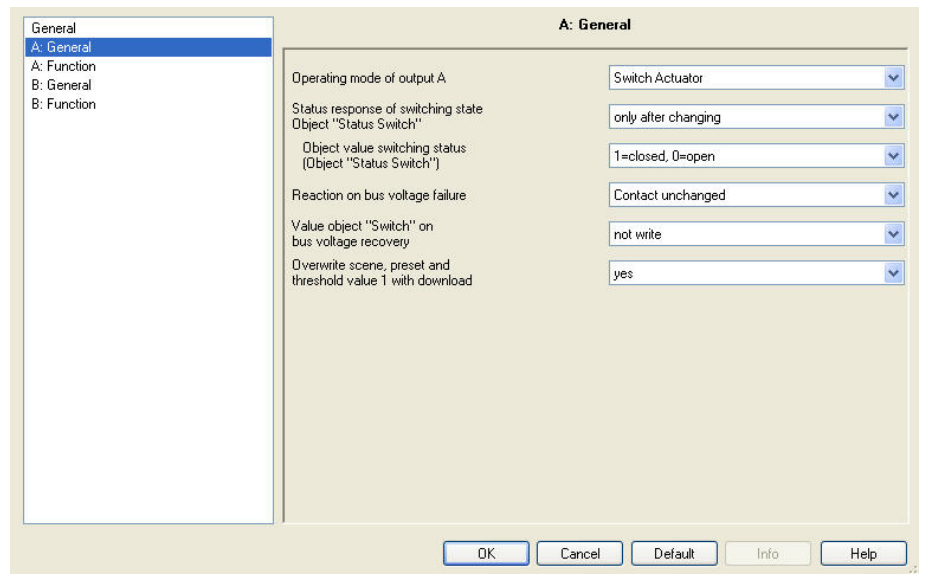 General
A: General
A: Function
B: General
B: Function
A: General
Operating mode of output A
Switch Actuator
Status response of switching state
Object "Status Switch"
only after changing
Object value switching status
(Object "Status Switch")
1=closed, 0=open
Reaction on bus voltage failure
Contact unchanged
Value object "Switch" on
bus voltage recovery
not write
Overwrite scene, preset and
threshold value 1 with download
yes
OK
Cancel
Default
Info
Help